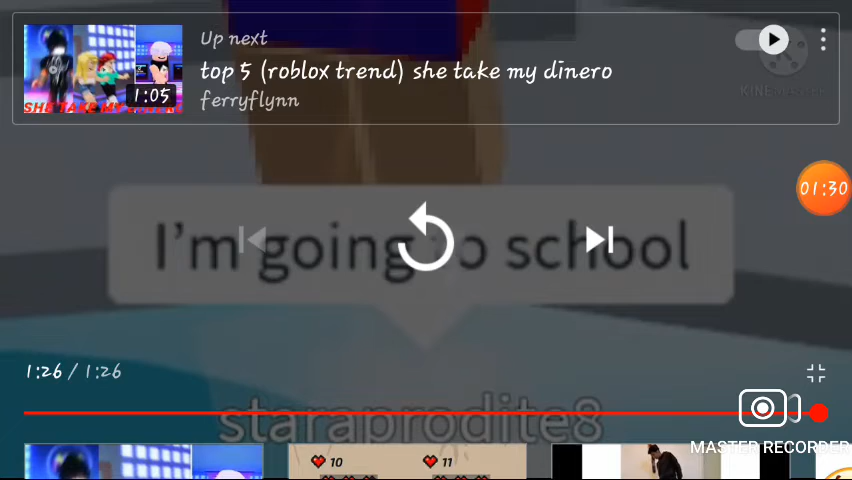 Up next
top 5 (roblox trend) she take my dinero
ferryflynn
1:05
SHE TAKE MY DINERO
KINEMASTER
01:30
I'm going to school
1:26 / 1:26
staraprodite8
MASTER RECORDER
10
11